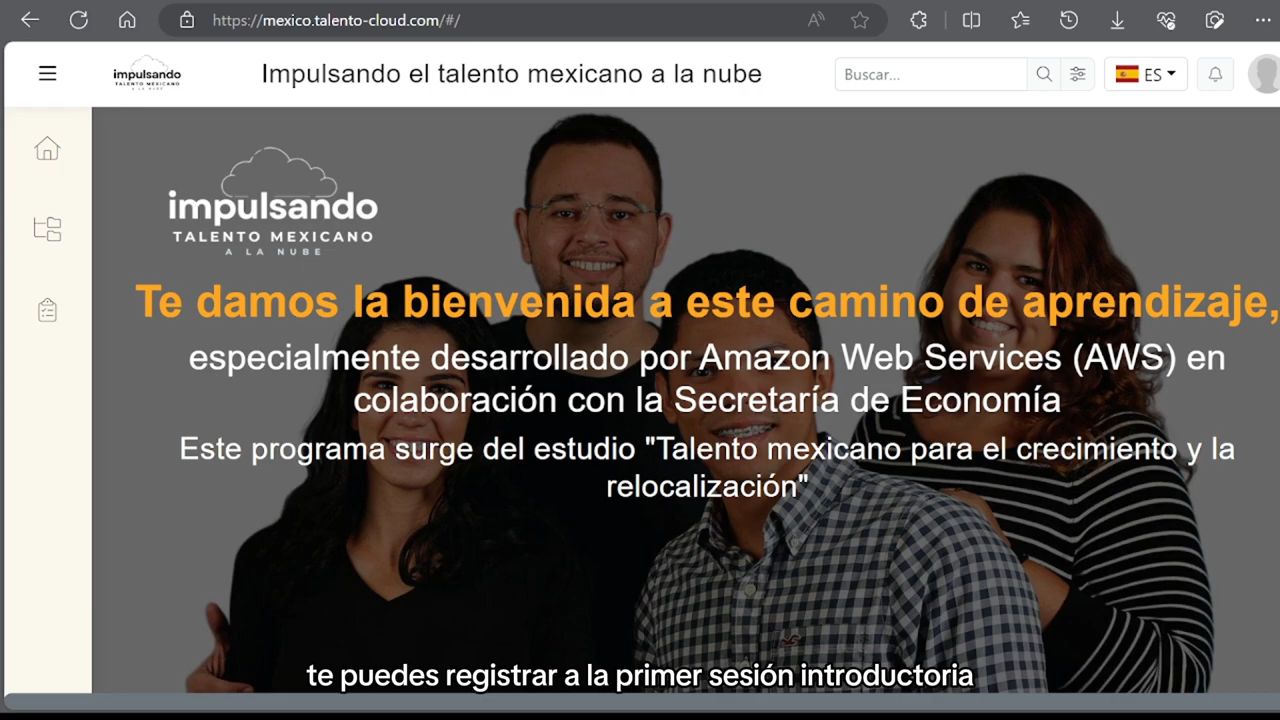 https://mexico.talento-cloud.com/#/
impulsando
TALENTO MEXICANO
A LA NUBE
Impulsando el talento mexicano a la nube
Buscar...
ES
impulsando
TALENTO MEXICANO
A LA NUBE
Te damos la bienvenida a este camino de aprendizaje,
especialmente desarrollado por Amazon Web Services (AWS) en
colaboración con la Secretaría de Economía
Este programa surge del estudio "Talento mexicano para el crecimiento y la
relocalización"
te puedes registrar a la primer sesión introductoria